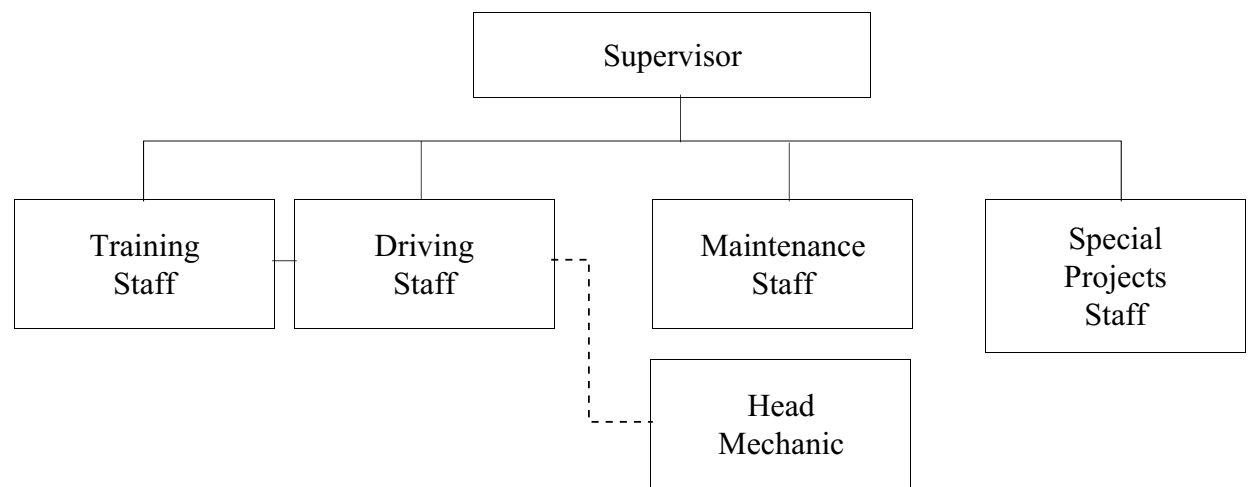 Supervisor
Training
Staff
Driving
Staff
Maintenance
Staff
Special
Projects
Staff
Head
Mechanic